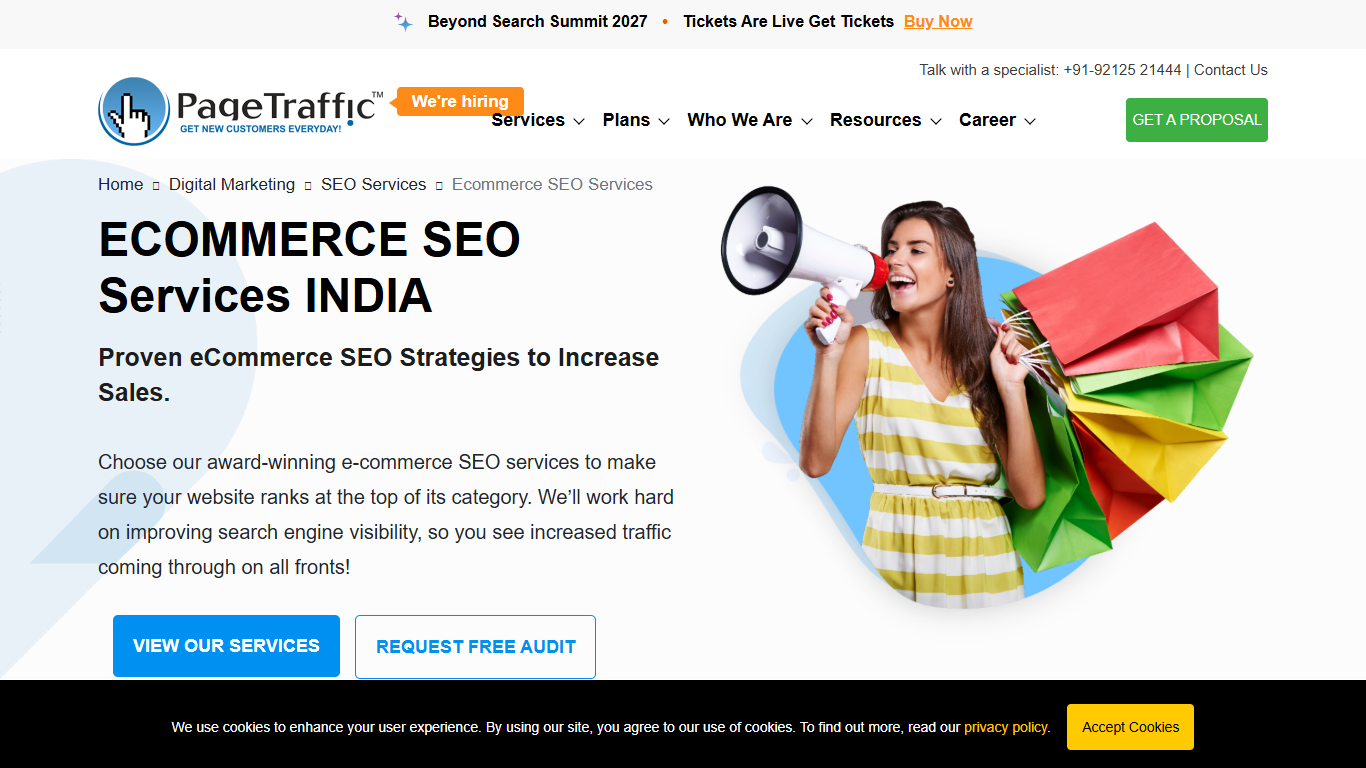 Beyond Search Summit 2027 • Tickets Are Live Get Tickets Buy Now
Talk with a specialist: +91-92125 21444 | Contact Us
PageTraffic™
GET NEW CUSTOMERS EVERYDAY!
We're hiring
Services Plans Who We Are Resources Career
GET A PROPOSAL
Home Digital Marketing SEO Services Ecommerce SEO Services
ECOMMERCE SEO
Services INDIA
Proven eCommerce SEO Strategies to Increase
Sales.
Choose our award-winning e-commerce SEO services to make
sure your website ranks at the top of its category. We’ll work hard
on improving search engine visibility, so you see increased traffic
coming through on all fronts!
VIEW OUR SERVICES
REQUEST FREE AUDIT
We use cookies to enhance your user experience. By using our site, you agree to our use of cookies. To find out more, read our privacy policy.
Accept Cookies